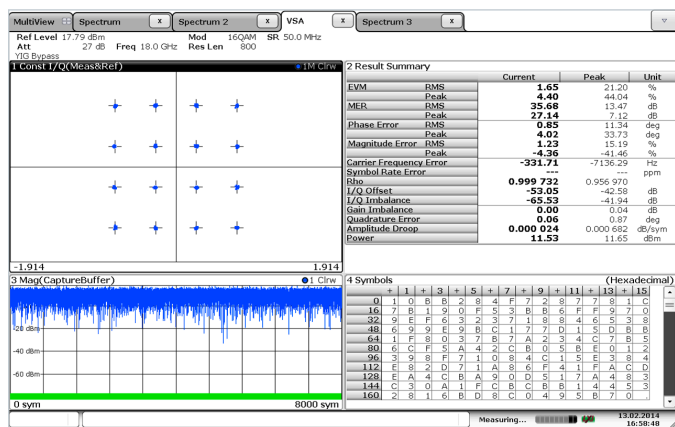 MultiView Spectrum x Spectrum 2 x VSA x Spectrum 3 x
Ref Level 17.79 dBm Mod 16QAM SR 50.0 MHz
Att 27 dB Freq 18.0 GHz Res Len 800
YIG Bypass
1 Const I/Q(Meas&Ref) 1M Clrw
-1.914 1.914
2 Result Summary
Current Peak Unit
EVM RMS 1.65 21.20 %
Peak 4.40 44.04 %
MER RMS 35.68 13.47 dB
Peak 27.14 7.12 dB
Phase Error RMS 0.85 11.34 deg
Peak 4.02 33.73 deg
Magnitude Error RMS 1.23 15.19 %
Peak -4.36 -41.46 %
Carrier Frequency Error -331.71 -7136.29 Hz
Symbol Rate Error --- --- ppm
Rho 0.999 732 0.956 970
I/Q Offset -53.05 -42.58 dB
I/Q Imbalance -65.53 -41.94 dB
Gain Imbalance 0.00 0.04 dB
Quadrature Error 0.06 0.87 deg
Amplitude Droop 0.000 024 0.000 682 dB/sym
Power 11.53 11.65 dBm
3 Mag(CaptureBuffer) 1 Clrw
-20 dBm
-40 dBm
-60 dBm
0 sym 8000 sym
4 Symbols (Hexadecimal)
+ 1 + 3 + 5 + 7 + 9 + 11 + 13 + 15
0 1 0 B B 2 8 4 F 7 2 8 7 7 8 1 C
16 7 B 1 9 0 F 5 3 B B 6 F F 9 7 0
32 9 E F 6 3 2 3 7 1 8 8 4 6 5 3 8
48 6 9 9 E 9 B C 1 7 7 D 1 5 D B B
64 1 F 8 0 3 7 B 7 A 2 3 4 C 7 B 5
80 6 C F 5 A 4 2 C B 0 5 B E 0 1 2
96 3 9 8 F 7 1 0 8 4 C 1 5 E 3 8 4
112 E 8 2 D 7 1 A 8 6 F 4 1 F A C D
128 E A 4 C B A 9 0 D 5 1 7 A 4 8 3
144 C 3 0 A 1 F C B C B B 1 4 4 5 3
160 2 8 1 6 B D 8 C 0 4 9 5 B 7 0 .
Measuring... 13.02.2014
16:58:48